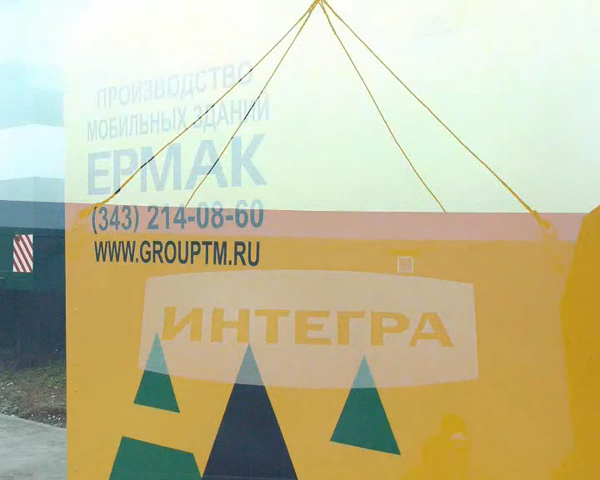 ПРОИЗВОДСТВО
МОБИЛЬНЫХ ЗДАНИЙ
ЕРМАК
(343) 214-08-60
WWW.GROUPTM.RU
ИНТЕГРА